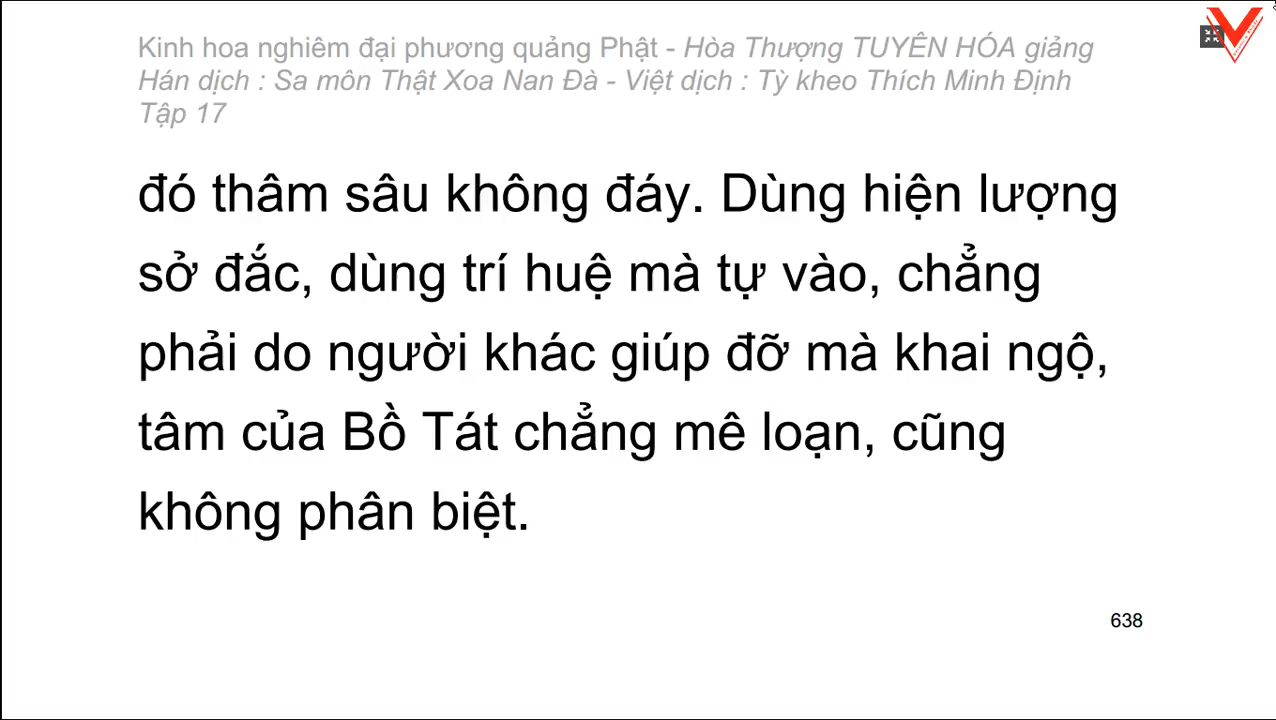 Kinh hoa nghiêm đại phương quảng Phật - Hòa Thượng TUYÊN HÓA giảng
Hán dịch : Sa môn Thật Xoa Nan Đà - Việt dịch : Tỳ kheo Thích Minh Định
Tập 17
đó thâm sâu không đáy. Dùng hiện lượng
sở đắc, dùng trí huệ mà tự vào, chẳng
phải do người khác giúp đỡ mà khai ngộ,
tâm của Bồ Tát chẳng mê loạn, cũng
không phân biệt.
638